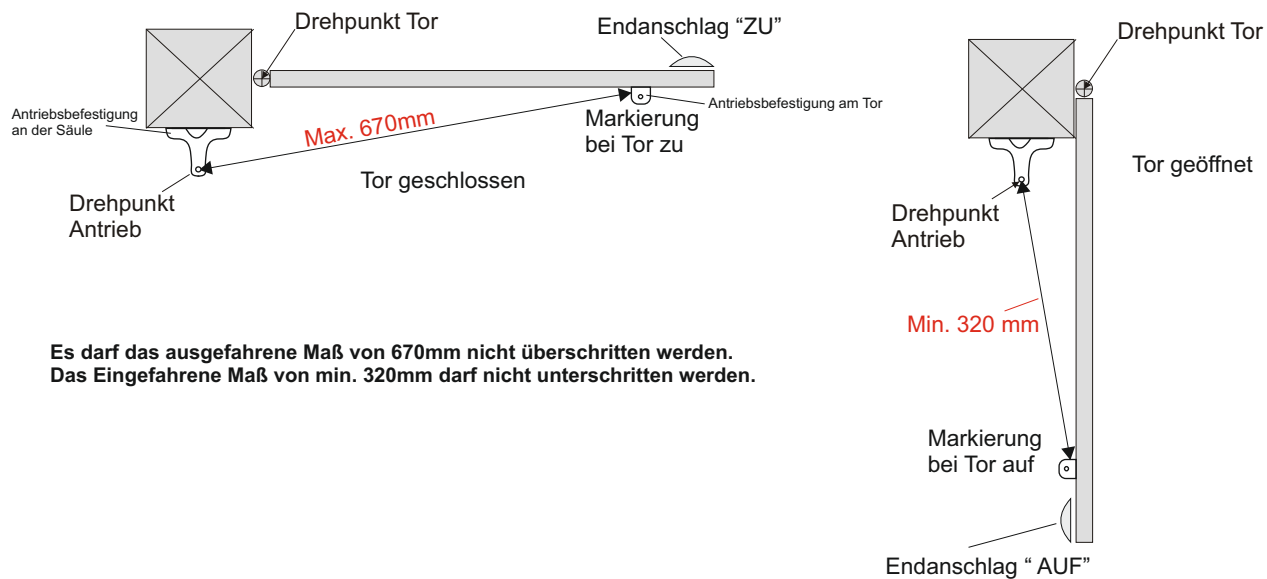 Drehpunkt Tor
Endanschlag “ZU”
Antriebsbefestigung
an der Säule
Max. 670mm
Antriebsbefestigung am Tor
Markierung
bei Tor zu
Tor geschlossen
Drehpunkt
Antrieb
Es darf das ausgefahrene Maß von 670mm nicht überschritten werden.
Das Eingefahrene Maß von min. 320mm darf nicht unterschritten werden.
Drehpunkt Tor
Tor geöffnet
Drehpunkt
Antrieb
Min. 320 mm
Markierung
bei Tor auf
Endanschlag “ AUF”